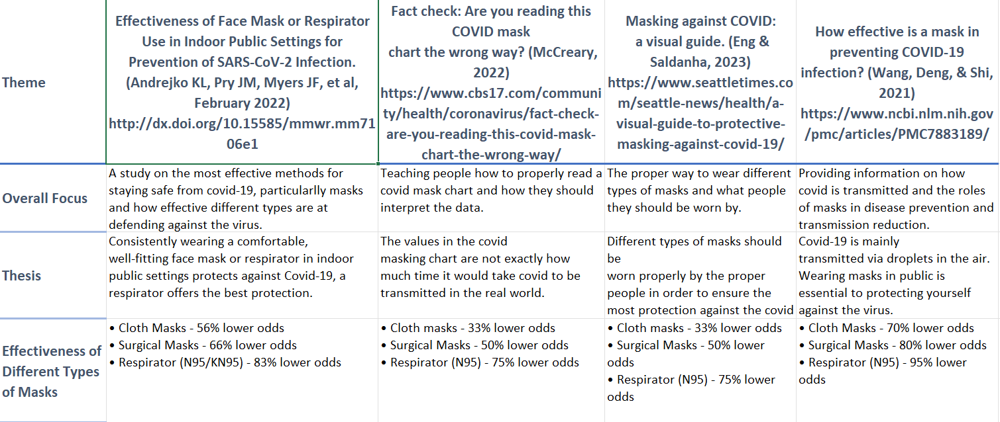 Theme
Effectiveness of Face Mask or Respirator
Use in Indoor Public Settings for
Prevention of SARS-CoV-2 Infection.
(Andrejko KL, Pry JM, Myers JF, et al,
February 2022)
http://dx.doi.org/10.15585/mmwr.mm71
06e1
Fact check: Are you reading this
COVID mask
chart the wrong way? (McCreary,
2022)
https://www.cbs17.com/communi
ty/health/coronavirus/fact-check-
are-you-reading-this-covid-mask-
chart-the-wrong-way/
Masking against COVID:
a visual guide. (Eng &
Saldanha, 2023)
https://www.seattletimes.co
m/seattle-news/health/a-
visual-guide-to-protective-
masking-against-covid-19/
How effective is a mask in
preventing COVID-19
infection? (Wang, Deng, & Shi,
2021)
https://www.ncbi.nlm.nih.gov
/pmc/articles/PMC7883189/
Overall Focus
A study on the most effective methods for
staying safe from covid-19, particularlly masks
and how effective different types are at
defending against the virus.
Teaching people how to properly read a
covid mask chart and how they should
interpret the data.
The proper way to wear different
types of masks and what people
they should be worn by.
Providing information on how
covid is transmitted and the roles
of masks in disease prevention and
transmission reduction.
Thesis
Consistently wearing a comfortable,
well-fitting face mask or respirator in indoor
public settings protects against Covid-19, a
respirator offers the best protection.
The values in the covid
masking chart are not exactly how
much time it would take covid to be
transmitted in the real world.
Different types of masks should
be
worn properly by the proper
people in order to ensure the
most protection against the covid
Covid-19 is mainly
transmitted via droplets in the air.
Wearing masks in public is
essential to protecting yourself
against the virus.
Effectiveness of
Different Types
of Masks
• Cloth Masks - 56% lower odds
• Surgical Masks - 66% lower odds
• Respirator (N95/KN95) - 83% lower odds
• Cloth masks - 33% lower odds
• Surgical Masks - 50% lower odds
• Respirator (N95) - 75% lower odds
• Cloth masks - 33% lower odds
• Surgical Masks - 50% lower
odds
• Respirator (N95) - 75% lower
odds
• Cloth Masks - 70% lower odds
• Surgical Masks - 80% lower odds
• Respirator (N95) - 95% lower
odds